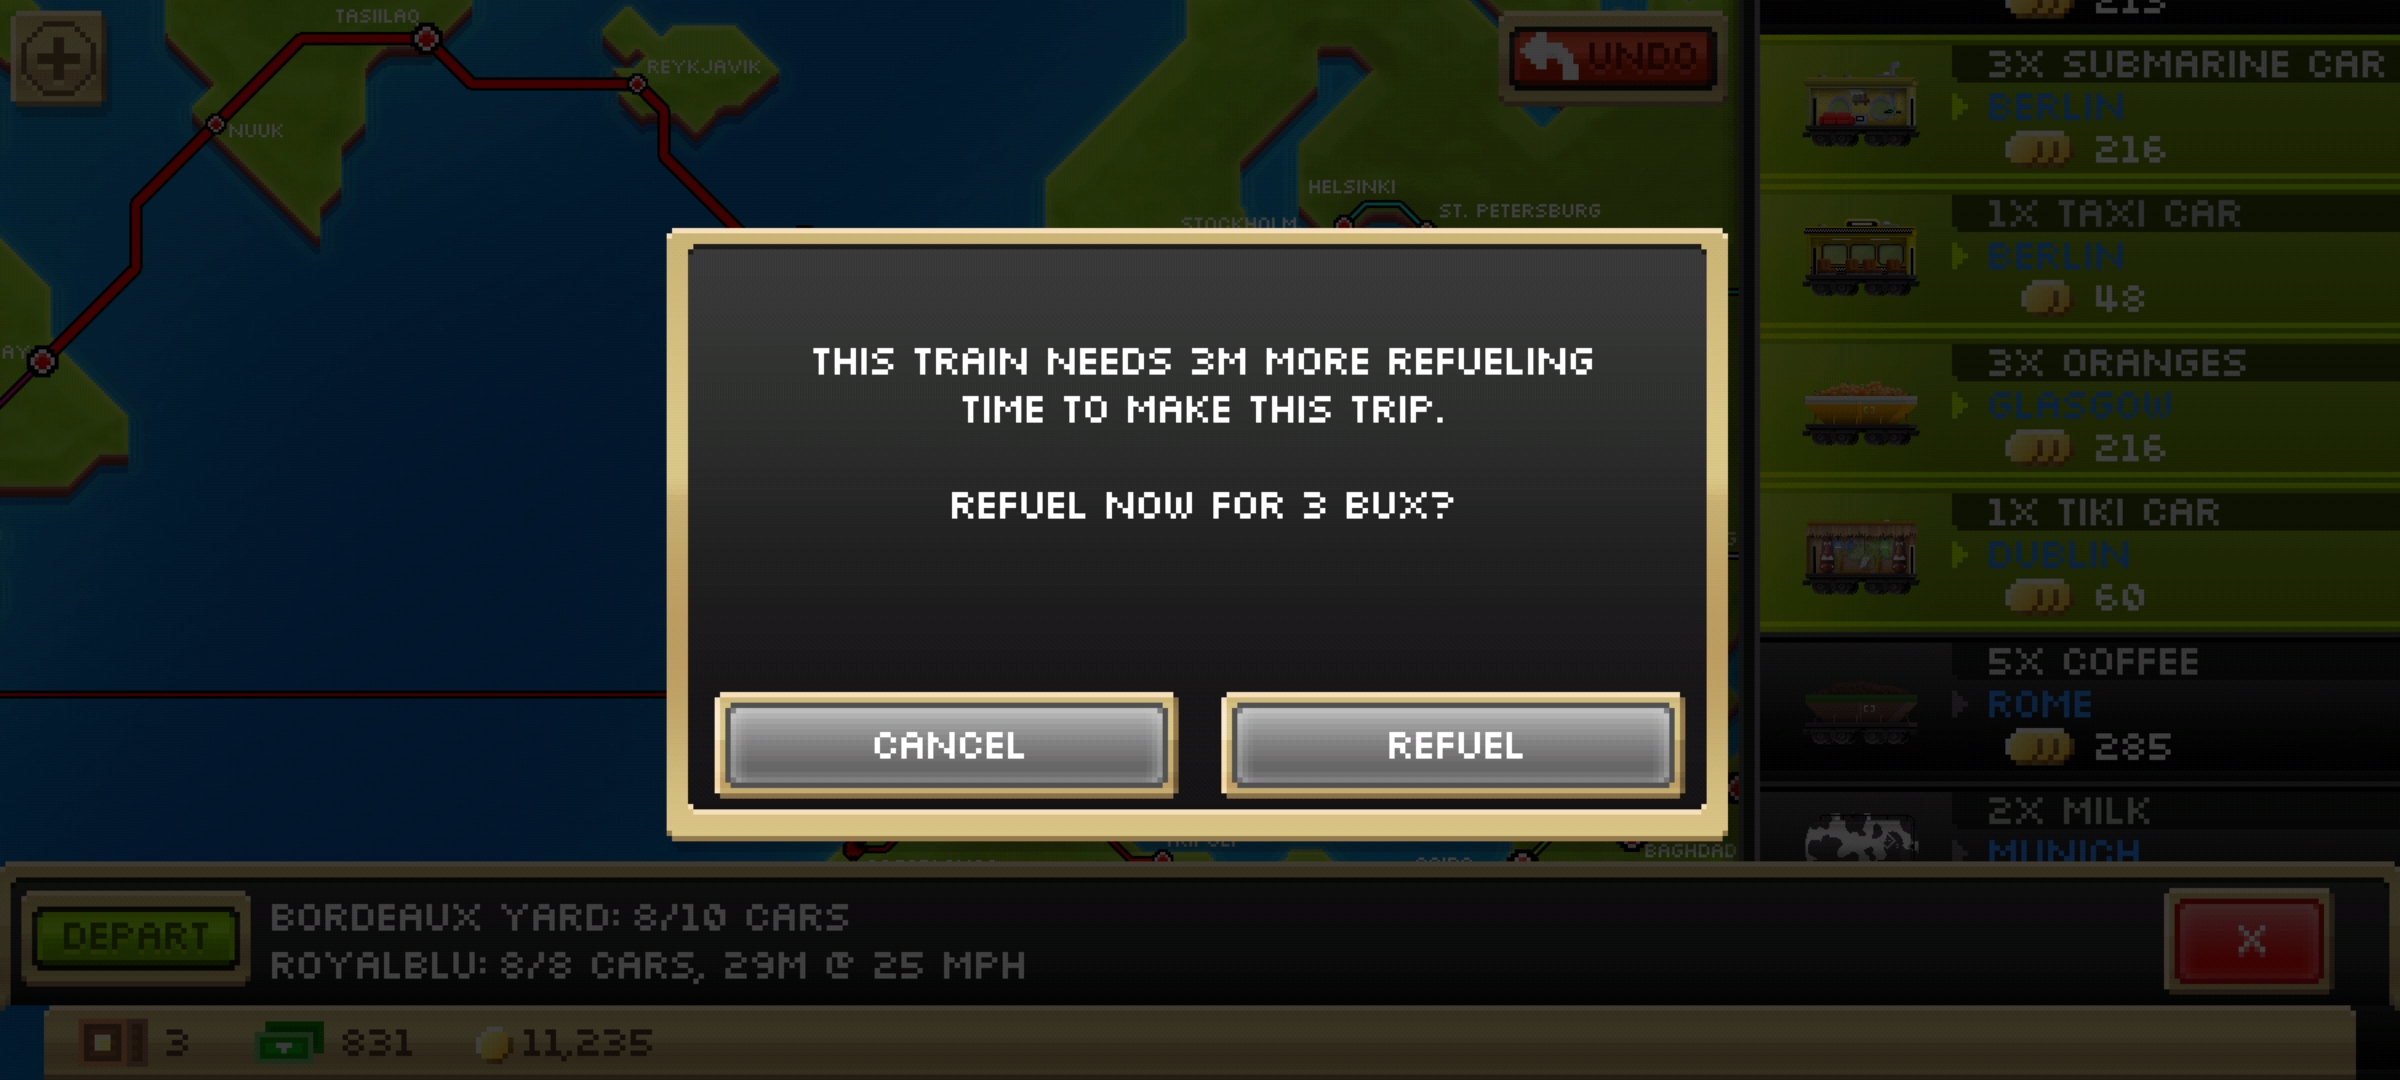 TASIILAQ
REYKJAVIK
NUUK
UNDO
HELSINKI
ST. PETERSBURG
STOCKHOLM
3X SUBMARINE CAR
BERLIN
216
1X TAXI CAR
BERLIN
48
3X ORANGES
GLASGOW
216
1X TIKI CAR
DUBLIN
60
5X COFFEE
ROME
285
2X MILK
MUNICH
THIS TRAIN NEEDS 3M MORE REFUELING
TIME TO MAKE THIS TRIP.
REFUEL NOW FOR 3 BUX?
CANCEL
REFUEL
TRIPOLI
BAGHDAD
DEPART
BORDEAUX YARD: 8/10 CARS
ROYALBLU: 8/8 CARS, 29M @ 25 MPH
X
3
831
11,235